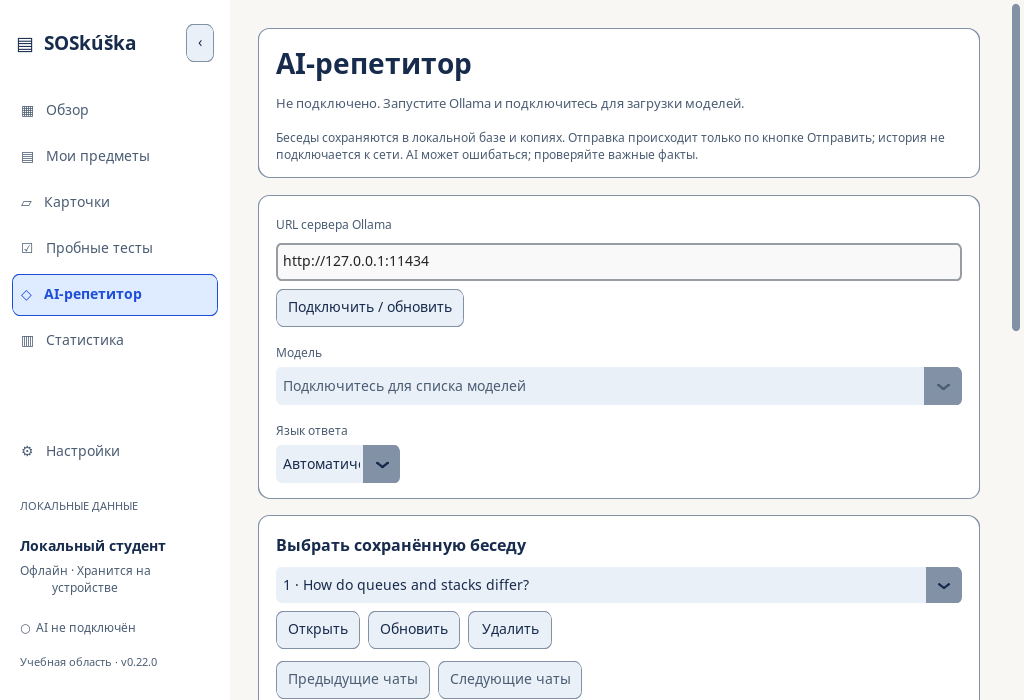 SOSkúška
‹
Обзор
Мои предметы
Карточки
Пробные тесты
AI-репетитор
Статистика
Настройки
ЛОКАЛЬНЫЕ ДАННЫЕ
Локальный студент
Офлайн · Хранится на
устройстве
AI не подключён
Учебная область · v0.22.0
AI-репетитор
Не подключено. Запустите Ollama и подключитесь для загрузки моделей.
Беседы сохраняются в локальной базе и копиях. Отправка происходит только по кнопке Отправить; история не
подключается к сети. AI может ошибаться; проверяйте важные факты.
URL сервера Ollama
http://127.0.0.1:11434
Подключить / обновить
Модель
Подключитесь для списка моделей
Язык ответа
Автоматич
Выбрать сохранённую беседу
1 · How do queues and stacks differ?
Открыть Обновить Удалить
Предыдущие чаты Следующие чаты